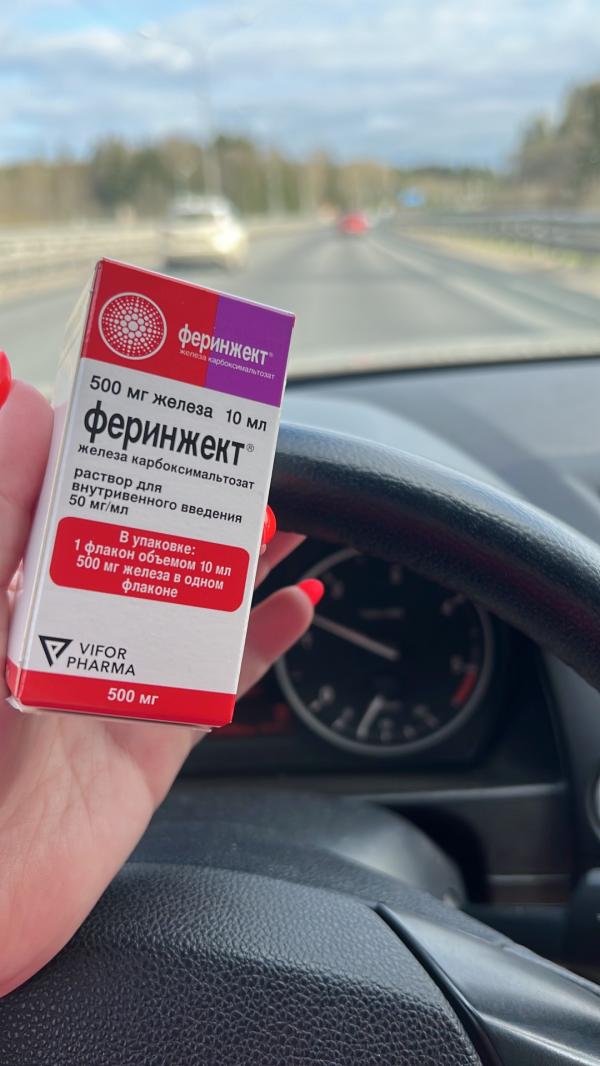 феринжект®
железа карбоксимальтозат
500 мг железа 10 мл
феринжект®
железа карбоксимальтозат
раствор для
внутривенного введения
50 мг/мл
В упаковке:
1 флакон объемом 10 мл
500 мг железа в одном
флаконе
VIFOR
PHARMA
500 мг